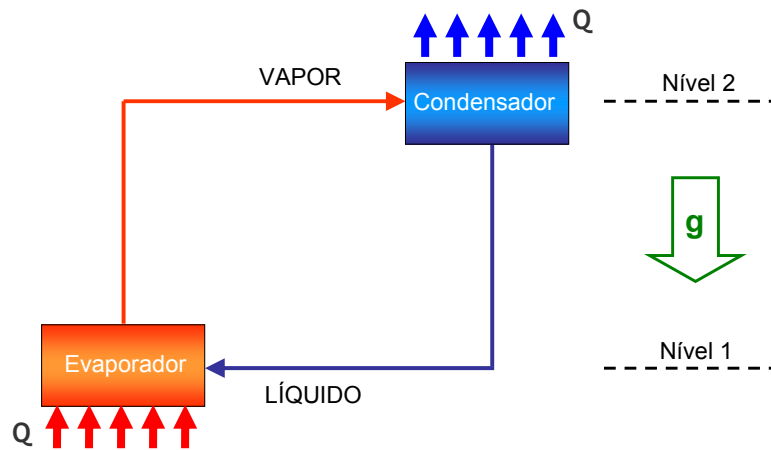 Q
VAPOR
Condensador
Nível 2
g
Evaporador
Nível 1
LÍQUIDO
Q